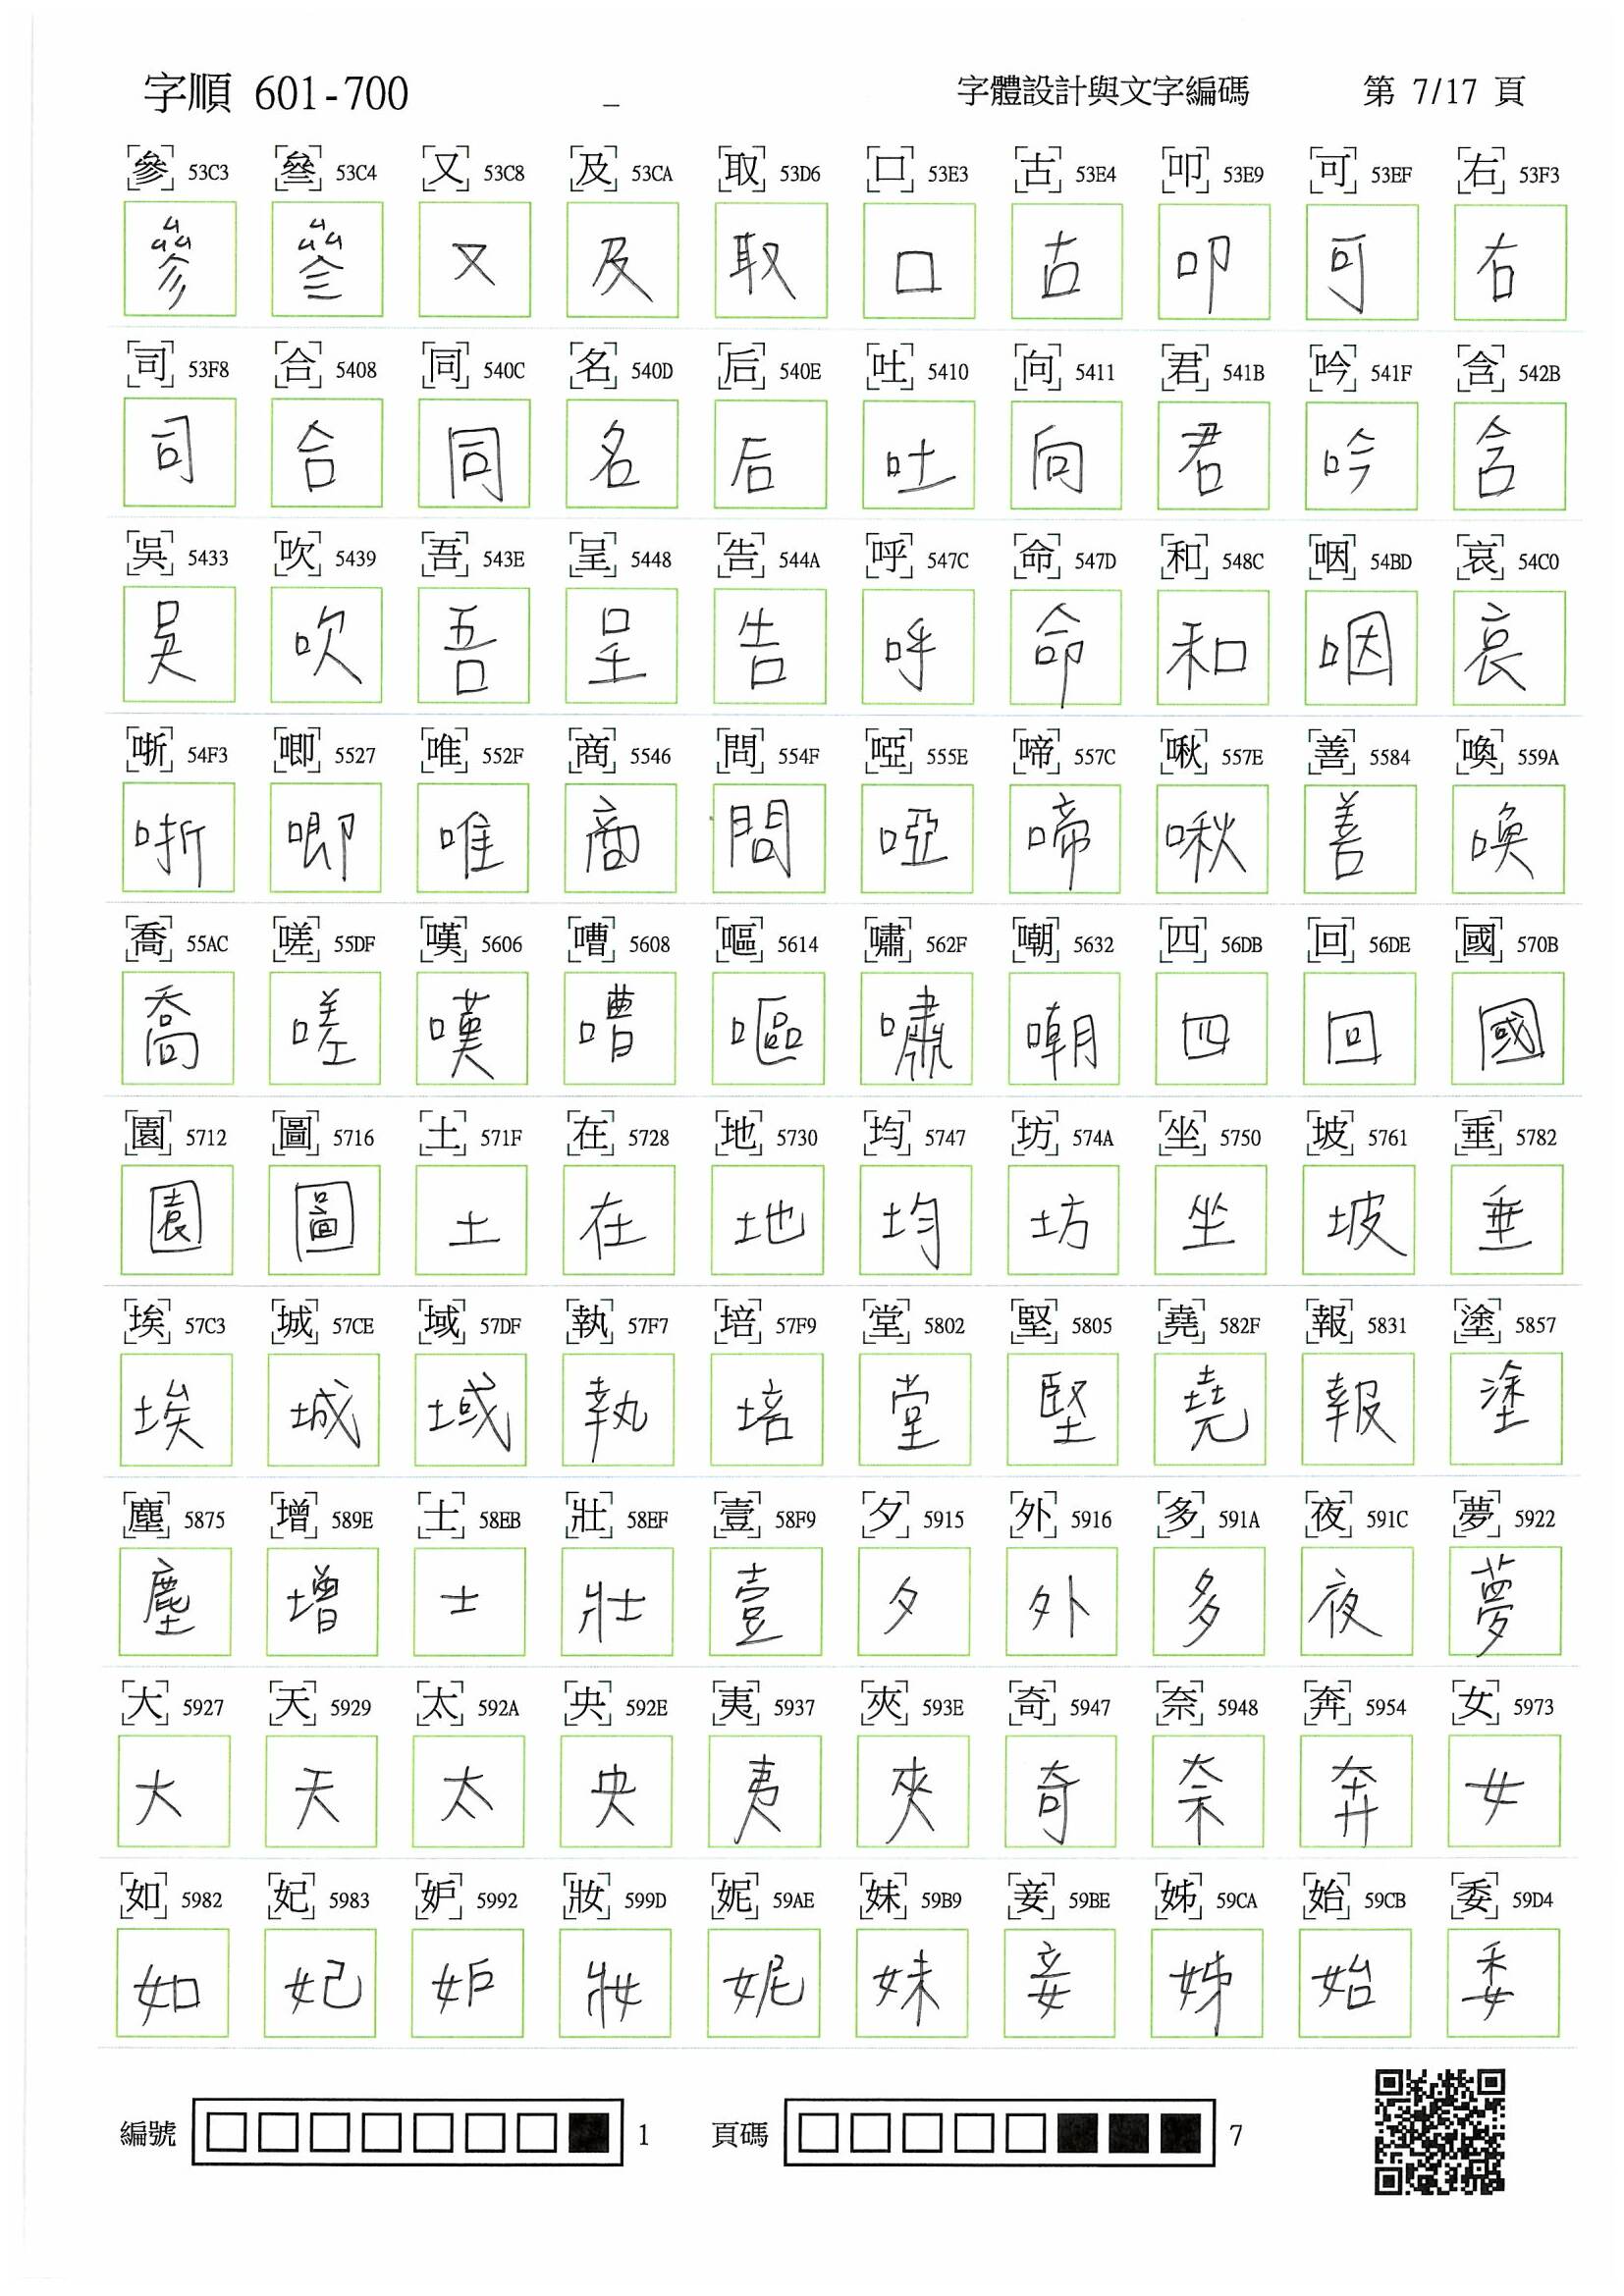 字順 601-700 _ 字體設計與文字編碼 第 7/17 頁
參 53C3 叄 53C4 又 53C8 及 53CA 取 53D6 口 53E3 古 53E4 叩 53E9 可 53EF 右 53F3
參 叄 又 及 取 口 古 叩 可 右
司 53F8 合 5408 同 540C 名 540D 后 540E 吐 5410 向 5411 君 541B 吟 541F 含 542B
司 合 同 名 后 吐 向 君 吟 含
吳 5433 吹 5439 吾 543E 呈 5448 告 544A 呼 547C 命 547D 和 548C 咽 54BD 哀 54C0
吳 吹 吾 呈 告 呼 命 和 咽 哀
哳 54F3 唧 5527 唯 552F 商 5546 問 554F 啞 555E 啼 557C 啾 557E 善 5584 喚 559A
哳 唧 唯 商 問 啞 啼 啾 善 喚
喬 55AC 嗟 55DF 嘆 5606 嘈 5608 嘔 5614 嘯 562F 嘲 5632 四 56DB 回 56DE 國 570B
喬 嗟 嘆 嘈 嘔 嘯 嘲 四 回 國
園 5712 圖 5716 土 571F 在 5728 地 5730 均 5747 坊 574A 坐 5750 坡 5761 垂 5782
園 圖 土 在 地 均 坊 坐 坡 垂
埃 57C3 城 57CE 域 57DF 執 57F7 培 57F9 堂 5802 堅 5805 堯 582F 報 5831 塗 5857
埃 城 域 執 培 堂 堅 堯 報 塗
塵 5875 增 589E 士 58EB 壯 58EF 壹 58F9 夕 5915 外 5916 多 591A 夜 591C 夢 5922
塵 增 士 壯 壹 夕 外 多 夜 夢
大 5927 天 5929 太 592A 央 592E 夷 5937 夾 593E 奇 5947 奈 5948 奔 5954 女 5973
大 天 太 央 夷 夾 奇 奈 奔 女
如 5982 妃 5983 妒 5992 妝 599D 妮 59AE 妹 59B9 妾 59BE 姊 59CA 始 59CB 委 59D4
如 妃 妒 妝 妮 妹 妾 姊 始 委
編號 1 頁碼 7